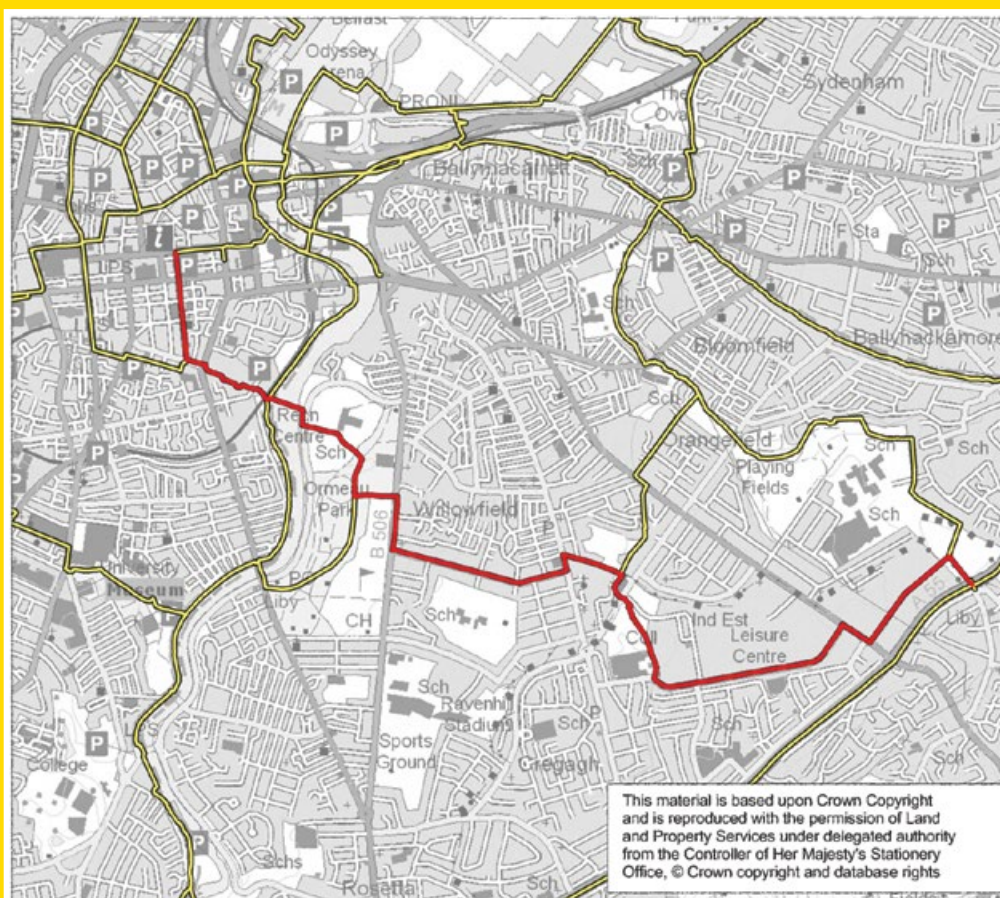 Belfast
Odyssey
Arena
Sydenham
PRONI
The
Oval
Sch
Ballymacarrett
P
P
P
P
P
P
P
P
P
i
F Sta
Sch
Sch
P
Bloomfield
Ballyhackamore
P
P
P
P
Sch
Recn
Centre
Sch
Orangefield
Sch
Sch
Playing
Fields
Ormeau
Park
B 506
Willowfield
Sch
University
Museum
Liby
CH
Sch
Ind Est
Leisure
Centre
Coll
Liby
Sch
Ravenhill
Stadium
Sch
Sch
Sports
Ground
Cregagh
Sch
P
College
P
Schs
Rosetta
Sch
This material is based upon Crown Copyright
and is reproduced with the permission of Land
and Property Services under delegated authority
from the Controller of Her Majesty's Stationery
Office, © Crown copyright and database rights